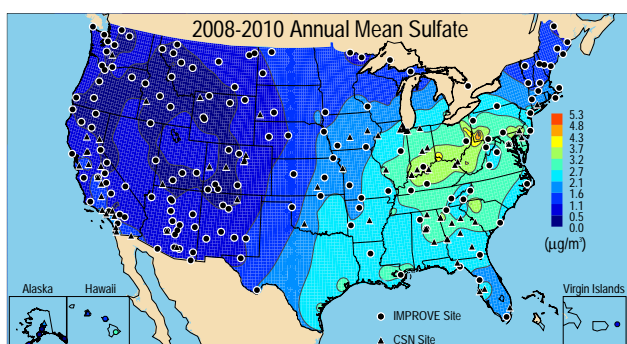 2008-2010 Annual Mean Sulfate
5.3
4.8
4.3
3.7
3.2
2.7
2.1
1.6
1.1
0.5
0.0
(µg/m³)
Alaska
Hawaii
Virgin Islands
IMPROVE Site
CSN Site